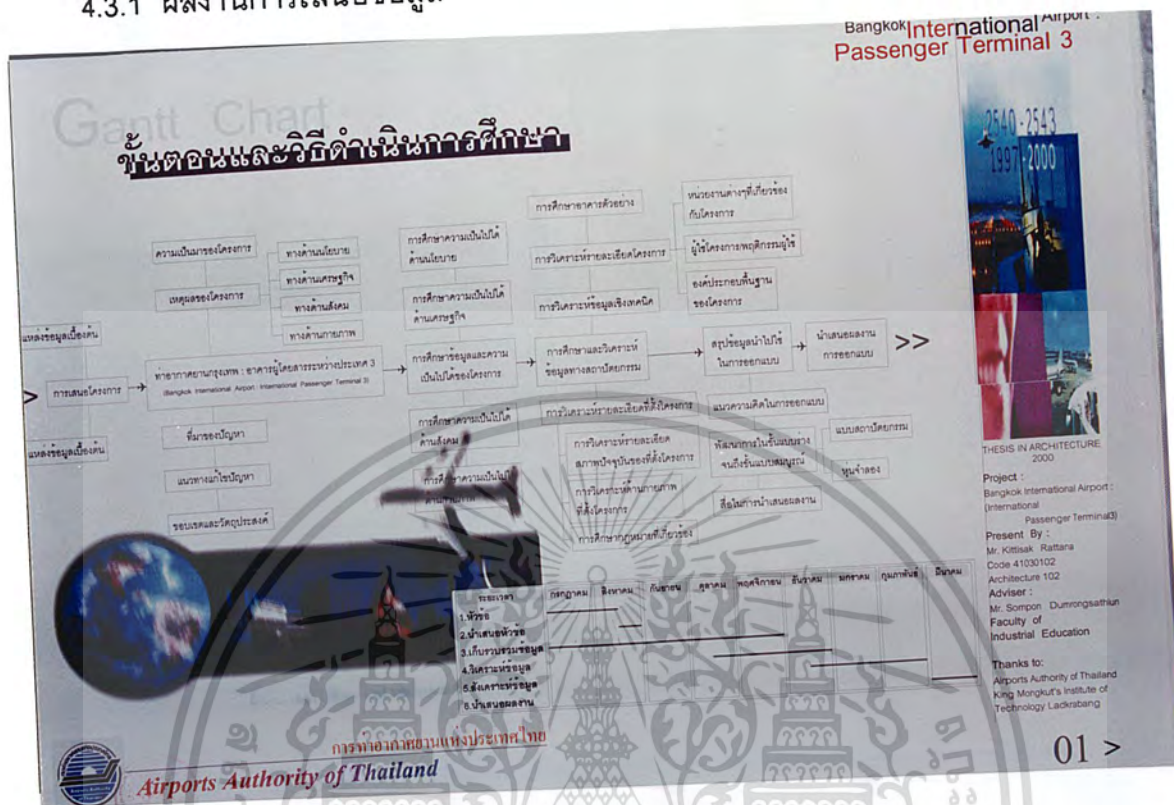 4.3.1 ผลงานการเสนอข้อมูล
Bangkok International Airport :
Passenger Terminal 3
Gantt Chart
ขั้นตอนและวิธีดำเนินการศึกษา
2540 -2543
1997 -2000
การศึกษาอาคารตัวอย่าง
หน่วยงานต่างๆที่เกี่ยวข้อง
กับโครงการ
ความเป็นมาของโครงการ
ทางด้านนโยบาย
การศึกษาความเป็นไปได้
ด้านนโยบาย
การวิเคราะห์รายละเอียดโครงการ
ผู้ใช้โครงการ/พฤติกรรมผู้ใช้
เหตุผลของโครงการ
ทางด้านเศรษฐกิจ
ทางด้านสังคม
ทางด้านกายภาพ
การศึกษาความเป็นไปได้
ด้านเศรษฐกิจ
การวิเคราะห์ข้อมูลเชิงเทคนิค
องค์ประกอบพื้นฐาน
ของโครงการ
แหล่งข้อมูลเบื้องต้น
> การเสนอโครงการ
ท่าอากาศยานกรุงเทพ : อาคารผู้โดยสารระหว่างประเทศ 3
(Bangkok International Airport: International Passenger Terminal 3)
การศึกษาข้อมูลและความ
เป็นไปได้ของโครงการ
การศึกษาและวิเคราะห์
ข้อมูลทางสถาปัตยกรรม
สรุปข้อมูลนำไปใช้
ในการออกแบบ
นำเสนอผลงาน
การออกแบบ
>>
แหล่งข้อมูลเบื้องต้น
ที่มาของปัญหา
แนวทางแก้ไขปัญหา
ขอบเขตและวัตถุประสงค์
การศึกษาความเป็นไปได้
ด้านสังคม
การศึกษาความเป็นไปได้
ด้านกายภาพ
การวิเคราะห์รายละเอียดที่ตั้งโครงการ
การวิเคราะห์รายละเอียด
สภาพปัจจุบันของที่ตั้งโครงการ
การวิเคราะห์ด้านกายภาพ
ที่ตั้งโครงการ
การศึกษากฎหมายที่เกี่ยวข้อง
แนวความคิดในการออกแบบ
พัฒนาการในขั้นแบบร่าง
จนถึงขั้นแบบสมบูรณ์
สื่อในการนำเสนอผลงาน
แบบสถาปัตยกรรม
หุ่นจำลอง
THESIS IN ARCHITECTURE
2000
Project :
Bangkok International Airport :
(International
Passenger Terminal3)
Present By :
Mr. Kittisak Rattana
Code 41030102
Architecture 102
Adviser :
Mr. Sompon Dumrongsathiun
Faculty of
Industrial Education
Thanks to:
Airports Authority of Thailand
King Mongkut's Institute of
Technology Ladkrabang
ระยะเวลา กรกฎาคม สิงหาคม กันยายน ตุลาคม พฤศจิกายน ธันวาคม มกราคม กุมภาพันธ์ มีนาคม
1.หัวข้อ
2.นำเสนอหัวข้อ
3.เก็บรวบรวมข้อมูล
4.วิเคราะห์ข้อมูล
5.สังเคราะห์ข้อมูล
6.นำเสนอผลงาน
การท่าอากาศยานแห่งประเทศไทย
Airports Authority of Thailand
01 >